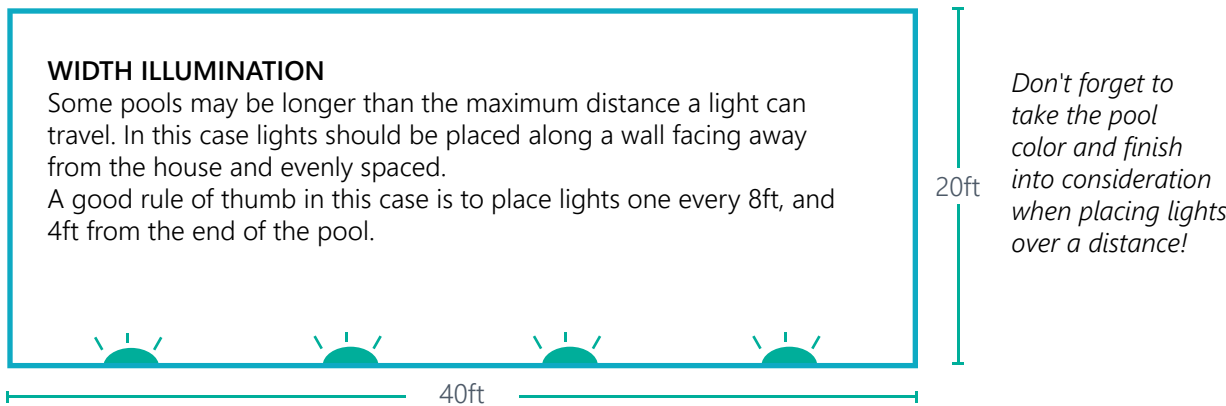 WIDTH ILLUMINATION
Some pools may be longer than the maximum distance a light can
travel. In this case lights should be placed along a wall facing away
from the house and evenly spaced.
A good rule of thumb in this case is to place lights one every 8ft, and
4ft from the end of the pool.
20ft
Don't forget to
take the pool
color and finish
into consideration
when placing lights
over a distance!
40ft